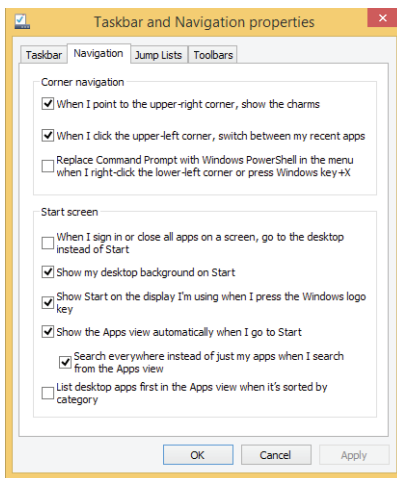 Taskbar and Navigation properties
Taskbar Navigation Jump Lists Toolbars
Corner navigation
When I point to the upper-right corner, show the charms
When I click the upper-left corner, switch between my recent apps
Replace Command Prompt with Windows PowerShell in the menu
when I right-click the lower-left corner or press Windows key+X
Start screen
When I sign in or close all apps on a screen, go to the desktop
instead of Start
Show my desktop background on Start
Show Start on the display I'm using when I press the Windows logo
key
Show the Apps view automatically when I go to Start
Search everywhere instead of just my apps when I search
from the Apps view
List desktop apps first in the Apps view when it's sorted by
category
OK Cancel Apply